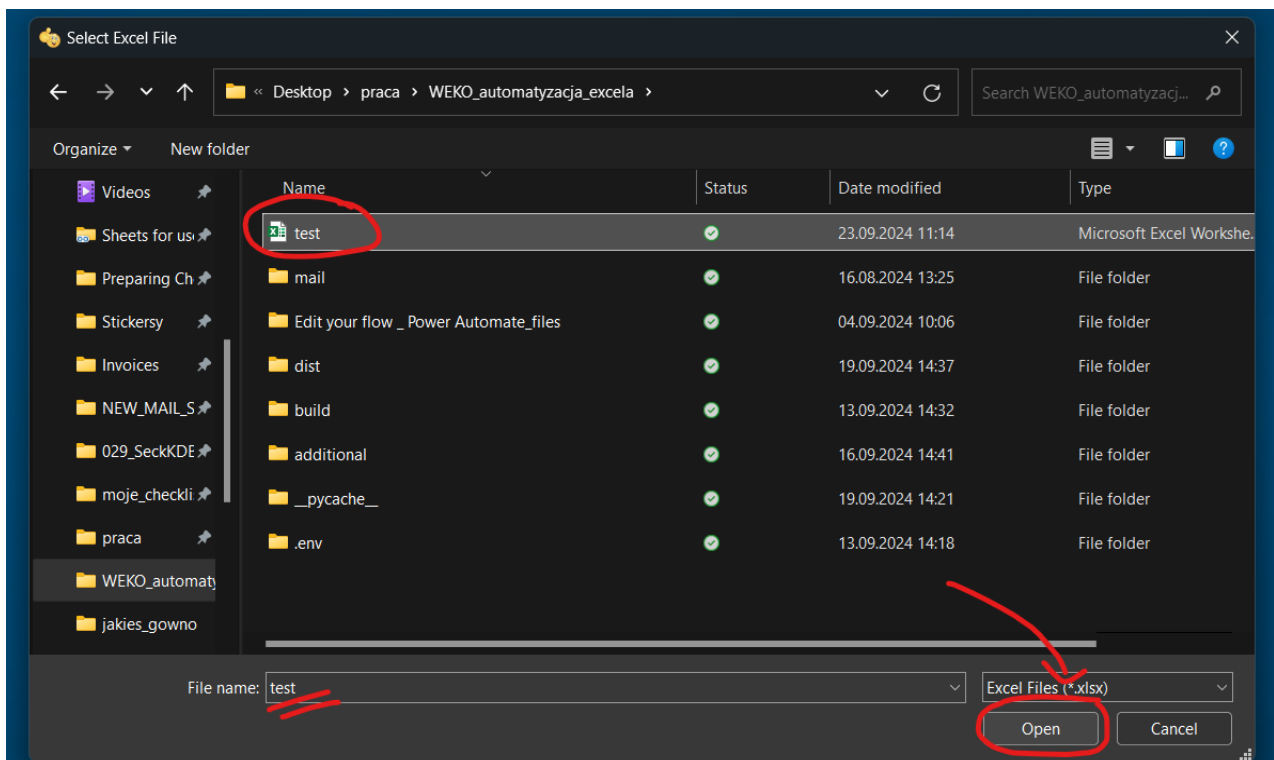 Select Excel File
« Desktop > praca > WEKO_automatyzacja_excela >
Search WEKO_automatyzacj...
Organize New folder
Name Status Date modified Type
Videos
Sheets for us
Preparing Ch
Stickersy
Invoices
NEW_MAIL_S
029_SeckKDE
moje_checkli
praca
WEKO_automaty
jakies_gowno
test 23.09.2024 11:14 Microsoft Excel Workshe...
mail 16.08.2024 13:25 File folder
Edit your flow _ Power Automate_files 04.09.2024 10:06 File folder
dist 19.09.2024 14:37 File folder
build 13.09.2024 14:32 File folder
additional 16.09.2024 14:41 File folder
__pycache__ 19.09.2024 14:21 File folder
.env 13.09.2024 14:18 File folder
File name: test Excel Files (*.xlsx)
Open Cancel